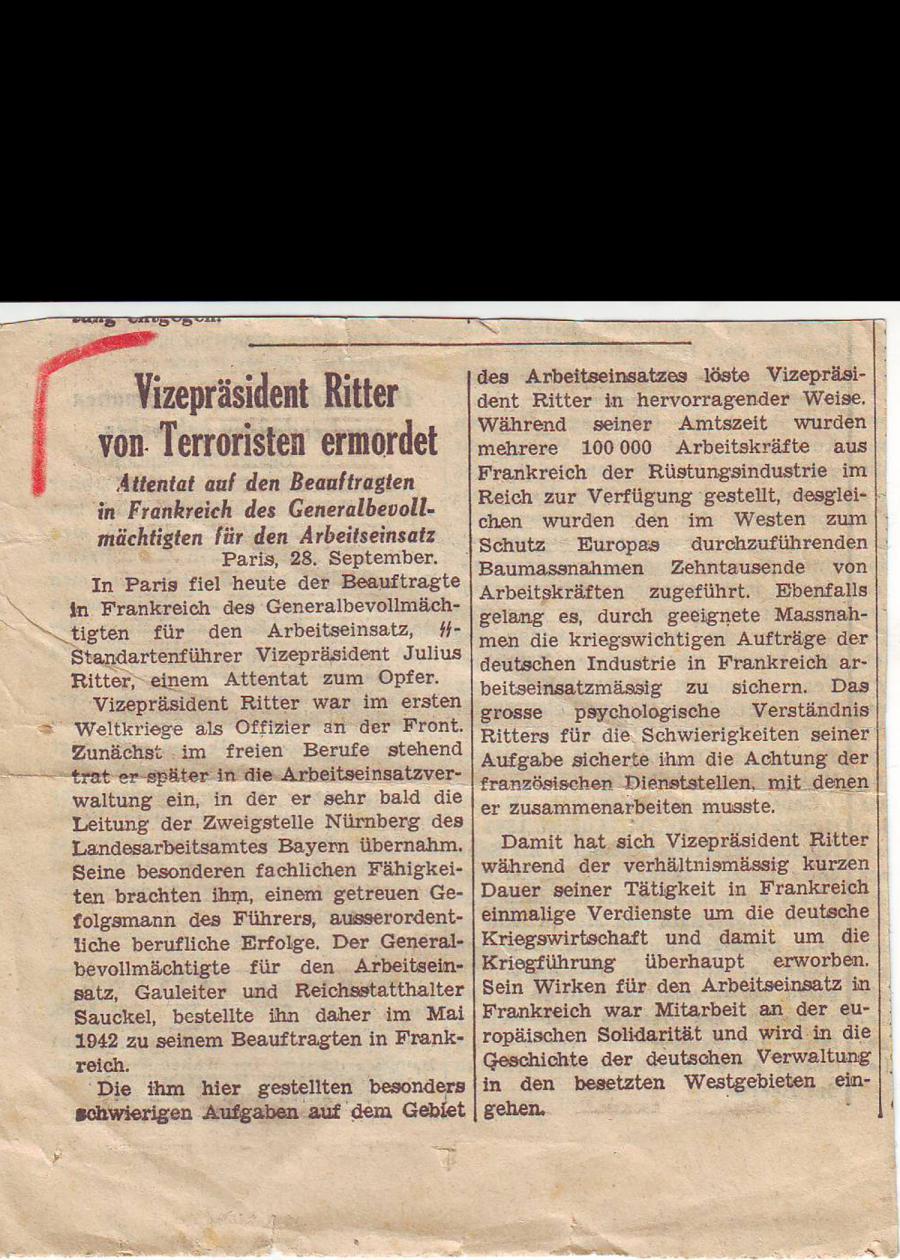 Vizepräsident Ritter
von Terroristen ermordet
Attentat auf den Beauftragten
in Frankreich des Generalbevoll-
mächtigten für den Arbeitseinsatz
Paris, 28. September.
In Paris fiel heute der Beauftragte
in Frankreich des Generalbevollmäch-
tigten für den Arbeitseinsatz, ᛋᛋ-
Standartenführer Vizepräsident Julius
Ritter, einem Attentat zum Opfer.
Vizepräsident Ritter war im ersten
Weltkriege als Offizier an der Front.
Zunächst im freien Berufe stehend
trat er später in die Arbeitseinsatzver-
waltung ein, in der er sehr bald die
Leitung der Zweigstelle Nürnberg des
Landesarbeitsamtes Bayern übernahm.
Seine besonderen fachlichen Fähigkei-
ten brachten ihm, einem getreuen Ge-
folgsmann des Führers, ausserordent-
liche berufliche Erfolge. Der General-
bevollmächtigte für den Arbeitsein-
satz, Gauleiter und Reichsstatthalter
Sauckel, bestellte ihn daher im Mai
1942 zu seinem Beauftragten in Frank-
reich.
Die ihm hier gestellten besonders
schwierigen Aufgaben auf dem Gebiet
des Arbeitseinsatzes löste Vizepräsi-
dent Ritter in hervorragender Weise.
Während seiner Amtszeit wurden
mehrere 100 000 Arbeitskräfte aus
Frankreich der Rüstungsindustrie im
Reich zur Verfügung gestellt, desglei-
chen wurden den im Westen zum
Schutz Europas durchzuführenden
Baumassnahmen Zehntausende von
Arbeitskräften zugeführt. Ebenfalls
gelang es, durch geeignete Massnah-
men die kriegswichtigen Aufträge der
deutschen Industrie in Frankreich ar-
beitseinsatzmässig zu sichern. Das
grosse psychologische Verständnis
Ritters für die Schwierigkeiten seiner
Aufgabe sicherte ihm die Achtung der
französischen Dienststellen, mit denen
er zusammenarbeiten musste.
Damit hat sich Vizepräsident Ritter
während der verhältnismässig kurzen
Dauer seiner Tätigkeit in Frankreich
einmalige Verdienste um die deutsche
Kriegswirtschaft und damit um die
Kriegführung überhaupt erworben.
Sein Wirken für den Arbeitseinsatz in
Frankreich war Mitarbeit an der eu-
ropäischen Solidarität und wird in die
Geschichte der deutschen Verwaltung
in den besetzten Westgebieten ein-
gehen.